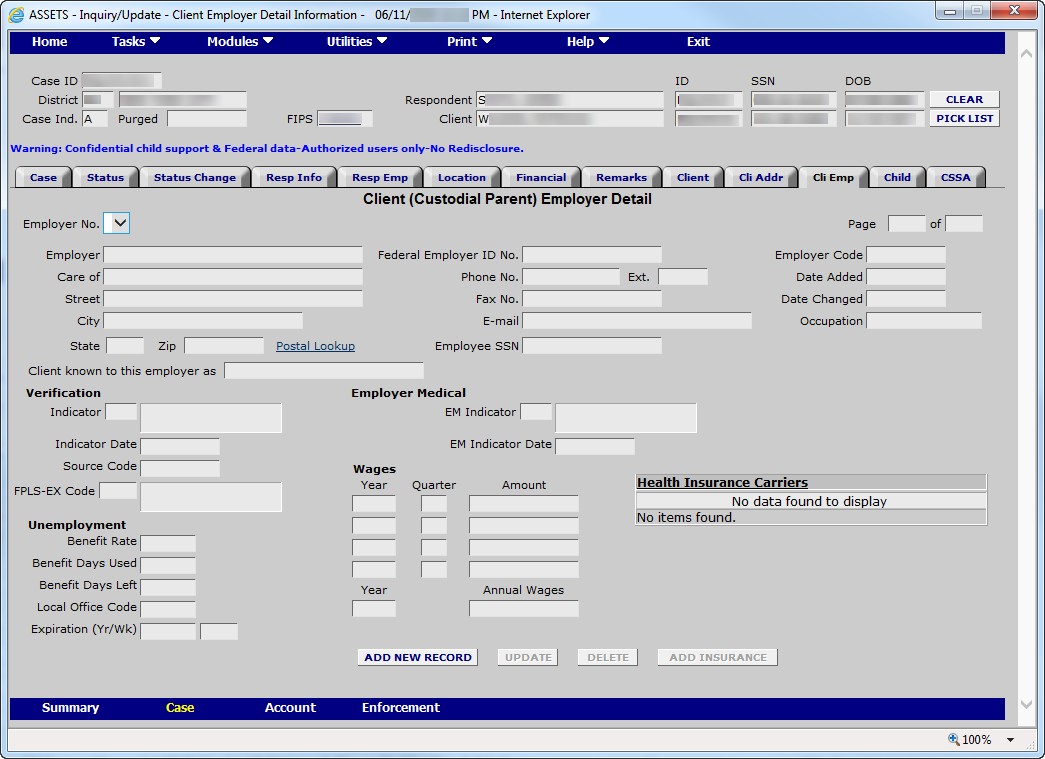 ASSETS - Inquiry/Update - Client Employer Detail Information - 06/11/ PM - Internet Explorer
Home Tasks Modules Utilities Print Help Exit
Case ID ID SSN DOB
District Respondent S CLEAR
Case Ind. A Purged FIPS Client W PICK LIST
Warning: Confidential child support & Federal data-Authorized users only-No Redisclosure.
Case Status Status Change Resp Info Resp Emp Location Financial Remarks Client Cli Addr Cli Emp Child CSSA
Client (Custodial Parent) Employer Detail
Employer No. Page of
Employer Federal Employer ID No. Employer Code
Care of Phone No. Ext. Date Added
Street Fax No. Date Changed
City E-mail Occupation
State Zip Postal Lookup Employee SSN
Client known to this employer as
Verification Employer Medical
Indicator EM Indicator
Indicator Date EM Indicator Date
Source Code Wages
FPLS-EX Code Year Quarter Amount
Health Insurance Carriers
No data found to display
No items found.
Unemployment
Benefit Rate
Benefit Days Used
Benefit Days Left Year Annual Wages
Local Office Code
Expiration (Yr/Wk)
ADD NEW RECORD UPDATE DELETE ADD INSURANCE
Summary Case Account Enforcement
100%